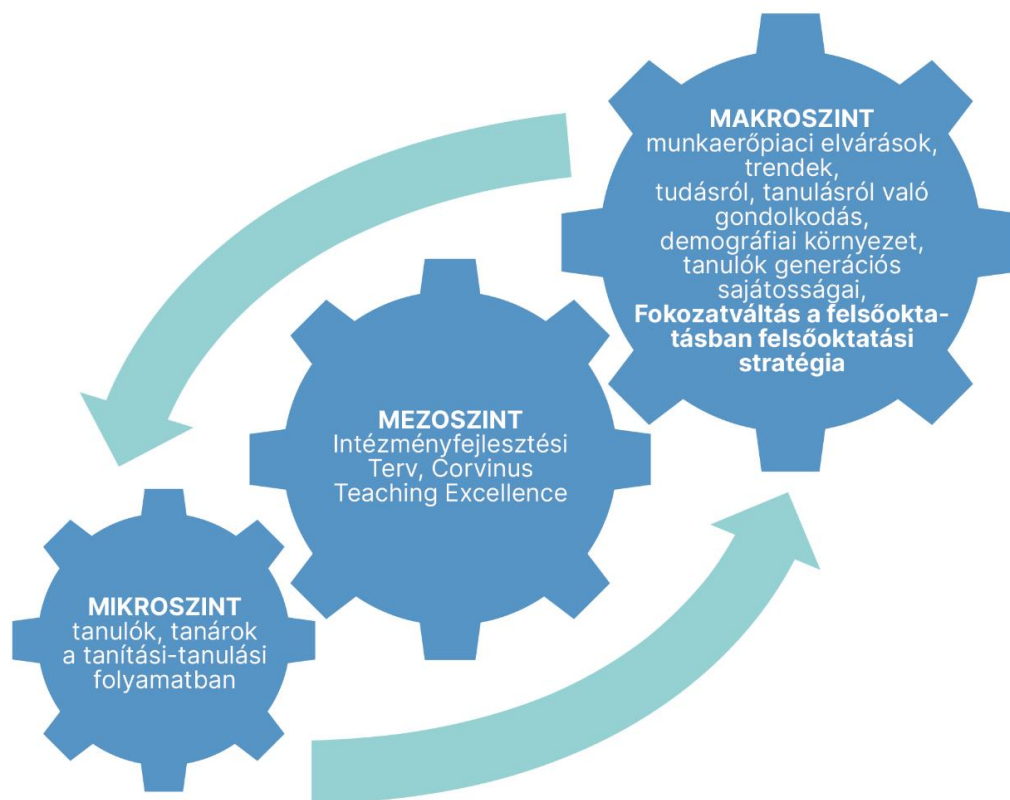 MAKROSZINT
munkaerőpiaci elvárások,
trendek,
tudásról, tanulásról való
gondolkodás,
demográfiai környezet,
tanulók generációs
sajátosságai,
Fokozatváltás a felsőokta-
tásban felsőoktatási
stratégia
MEZOSZINT
Intézményfejlesztési
Terv, Corvinus
Teaching Excellence
MIKROSZINT
tanulók, tanárok
a tanítási-tanulási
folyamatban